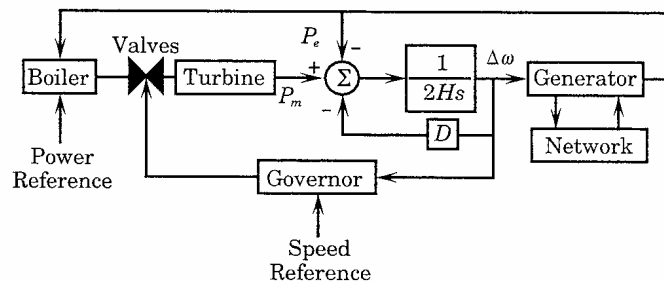 Valves
P_e
−
Boiler
Turbine
+
P_m
Σ
−
1
2Hs
Δω
Generator
D
Network
Power
Reference
Governor
Speed
Reference